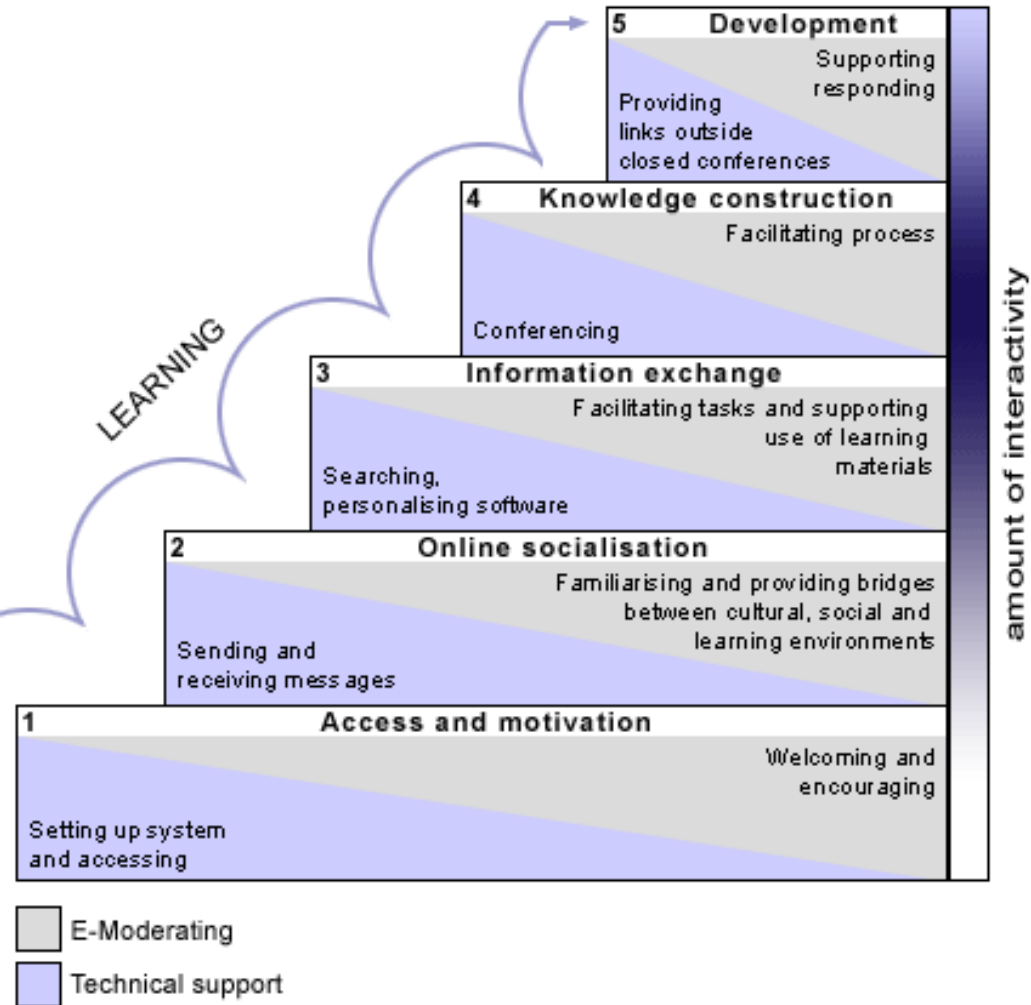 5 Development
Supporting
responding
Providing
links outside
closed conferences
4 Knowledge construction
Facilitating process
Conferencing
3 Information exchange
Facilitating tasks and supporting
use of learning
materials
Searching,
personalising software
2 Online socialisation
Familiarising and providing bridges
between cultural, social and
learning environments
Sending and
receiving messages
1 Access and motivation
Welcoming and
encouraging
Setting up system
and accessing
LEARNING
amount of interactivity
E-Moderating
Technical support